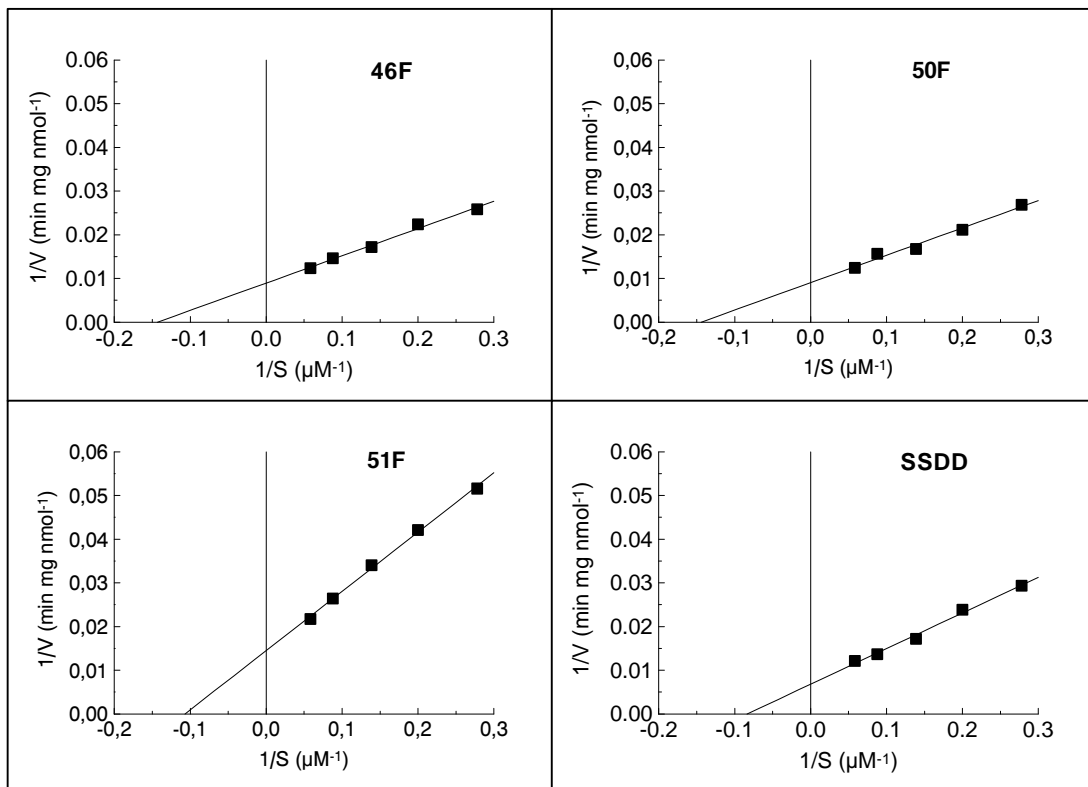 46F
0.06
0.05
0.04
0.03
0.02
0.01
0.00
1/V (min mg nmol-1)
-0.2 -0.1 0.0 0.1 0.2 0.3
1/S (µM-1)
50F
0,06
0,05
0,04
0,03
0,02
0,01
0,00
1/V (min mg nmol-1)
-0.2 -0,1 0,0 0,1 0,2 0.3
1/S (µM-1)
51F
0,06
0,05
0,04
0,03
0,02
0,01
0,00
1/V (min mg nmol-1)
-0,2 -0,1 0.0 0.1 0.2 0,3
1/S (µM-1)
SSDD
0.06
0.05
0.04
0.03
0.02
0.01
0.00
1/V (min mg nmol-1)
-0.2 -0.1 0.0 0.1 0.2 0.3
1/S (µM-1)